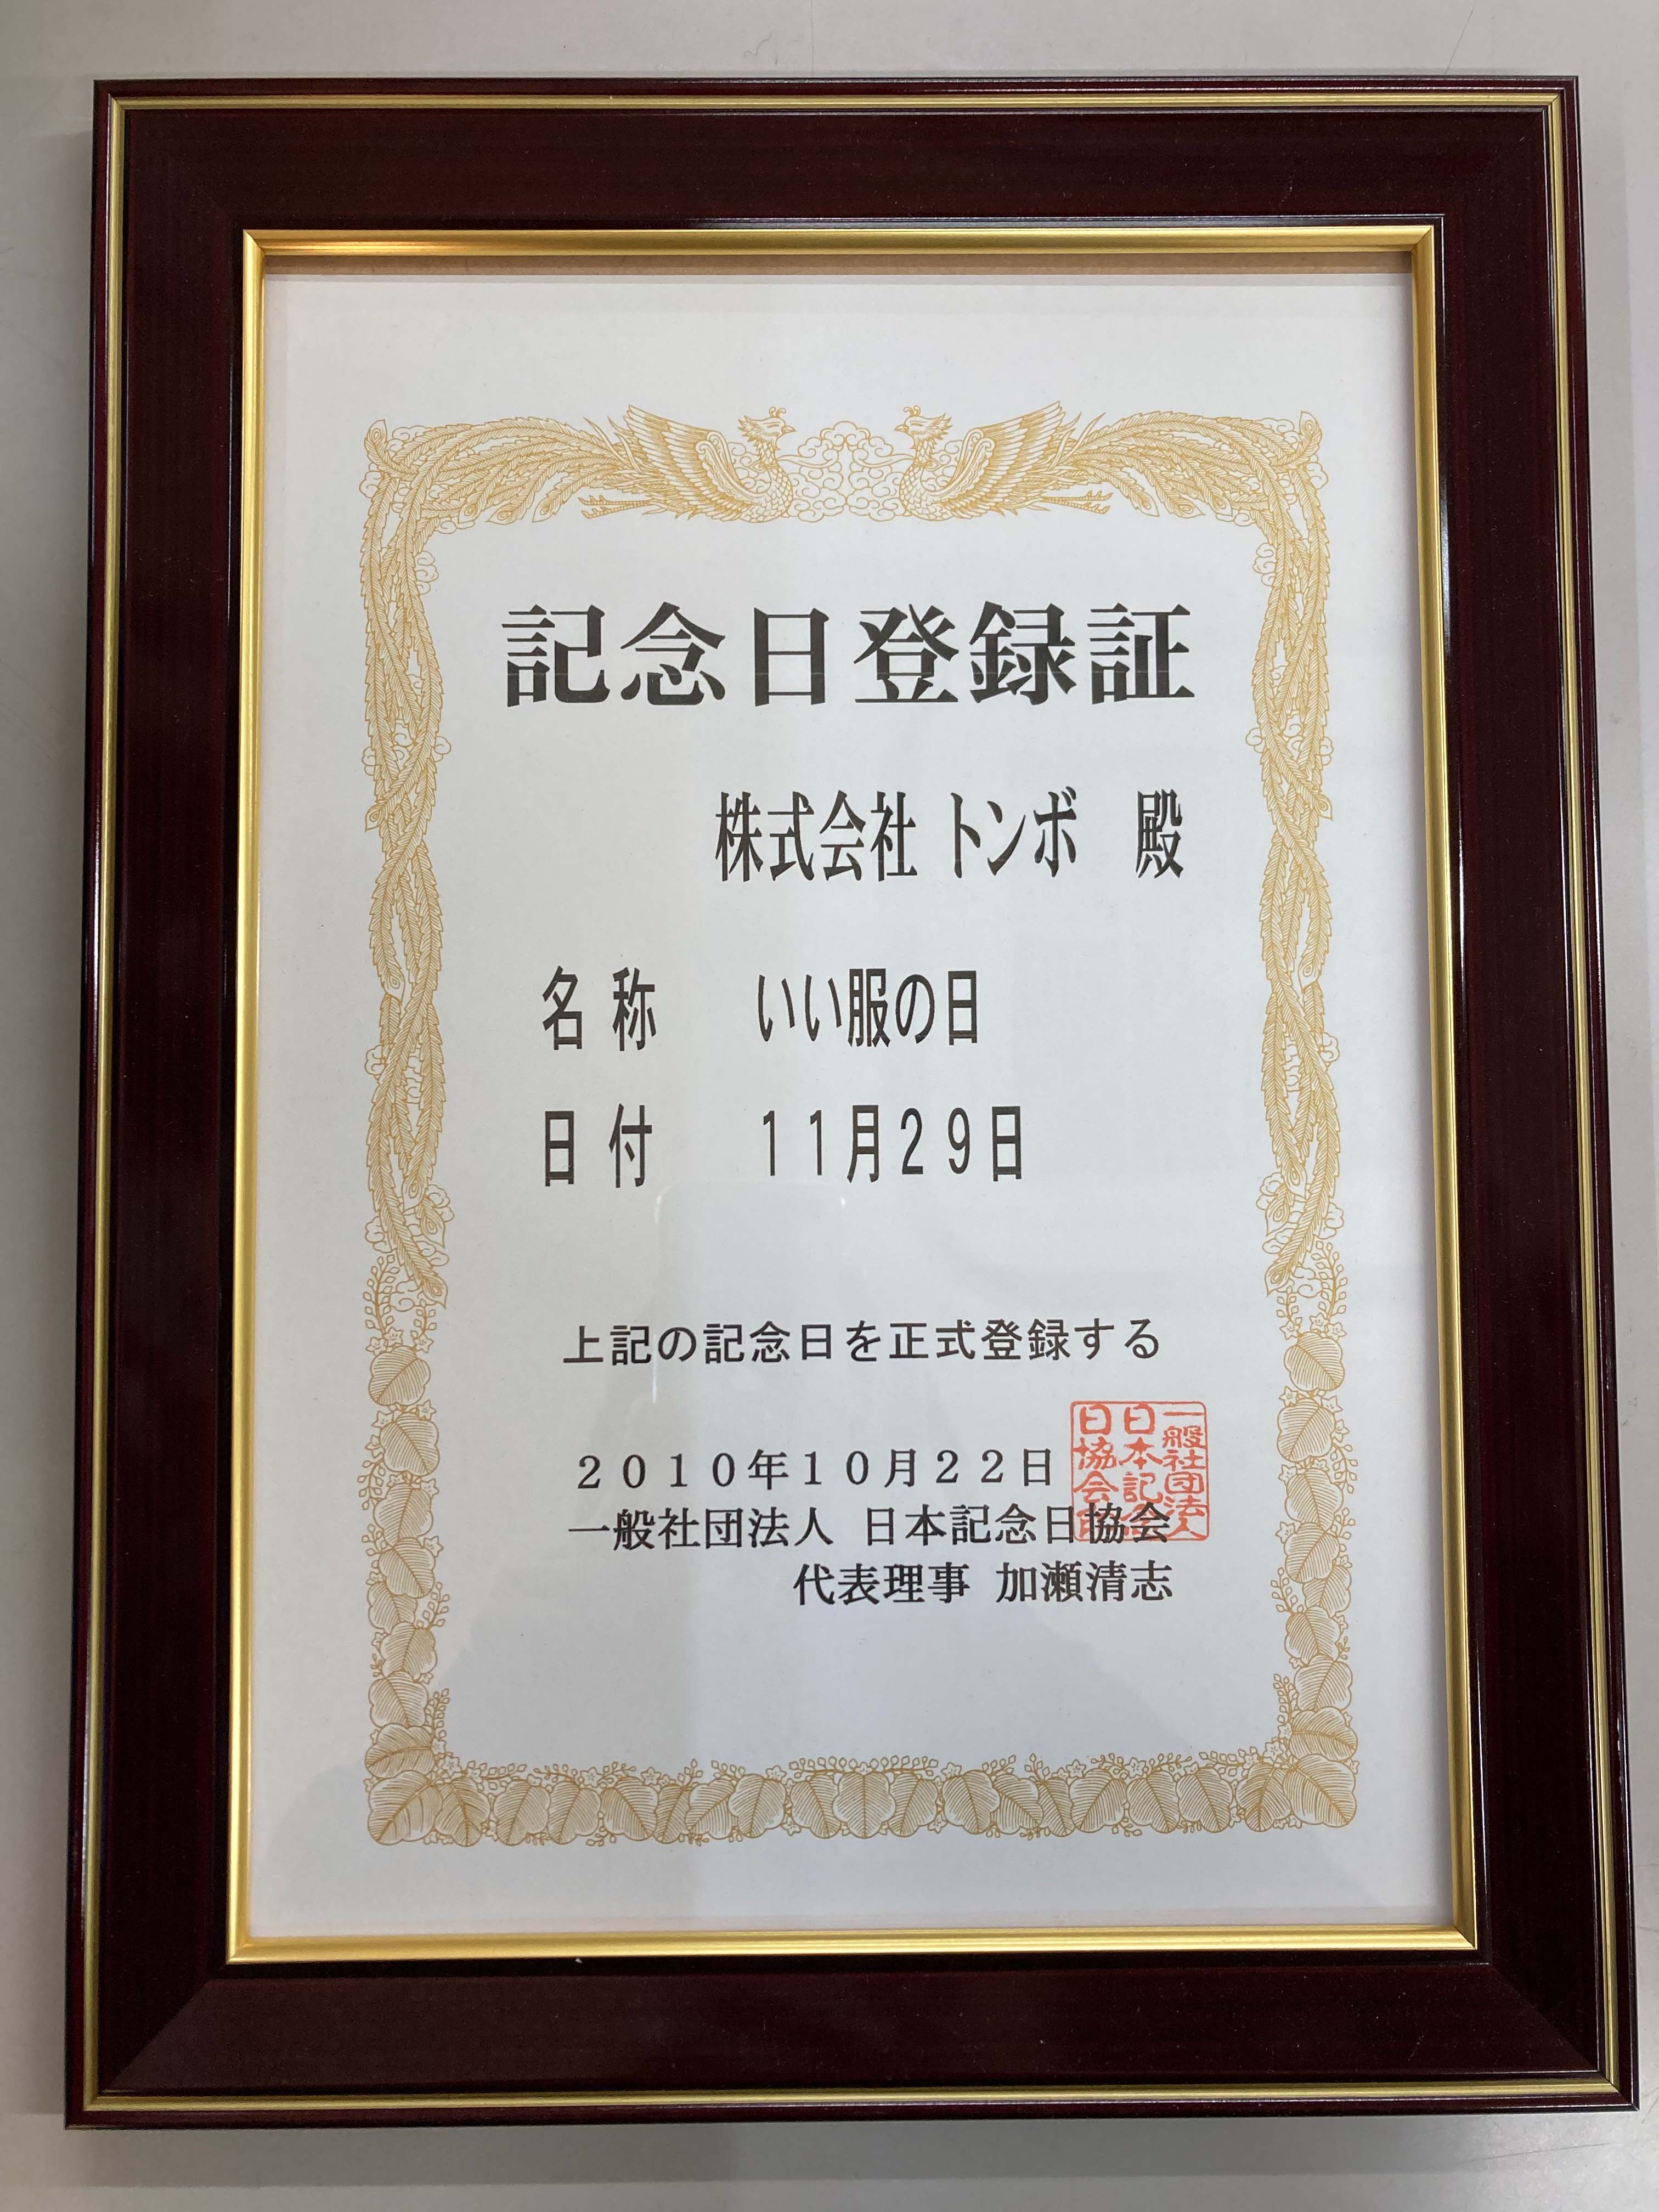 記念日登録証
株式会社 トンボ 殿
名 称 いい服の日
日 付 11月29日
上記の記念日を正式登録する
2010年10月22日
一般社団法人 日本記念日協会
代表理事 加瀬清志
一般社団法人
日本記念
日協会